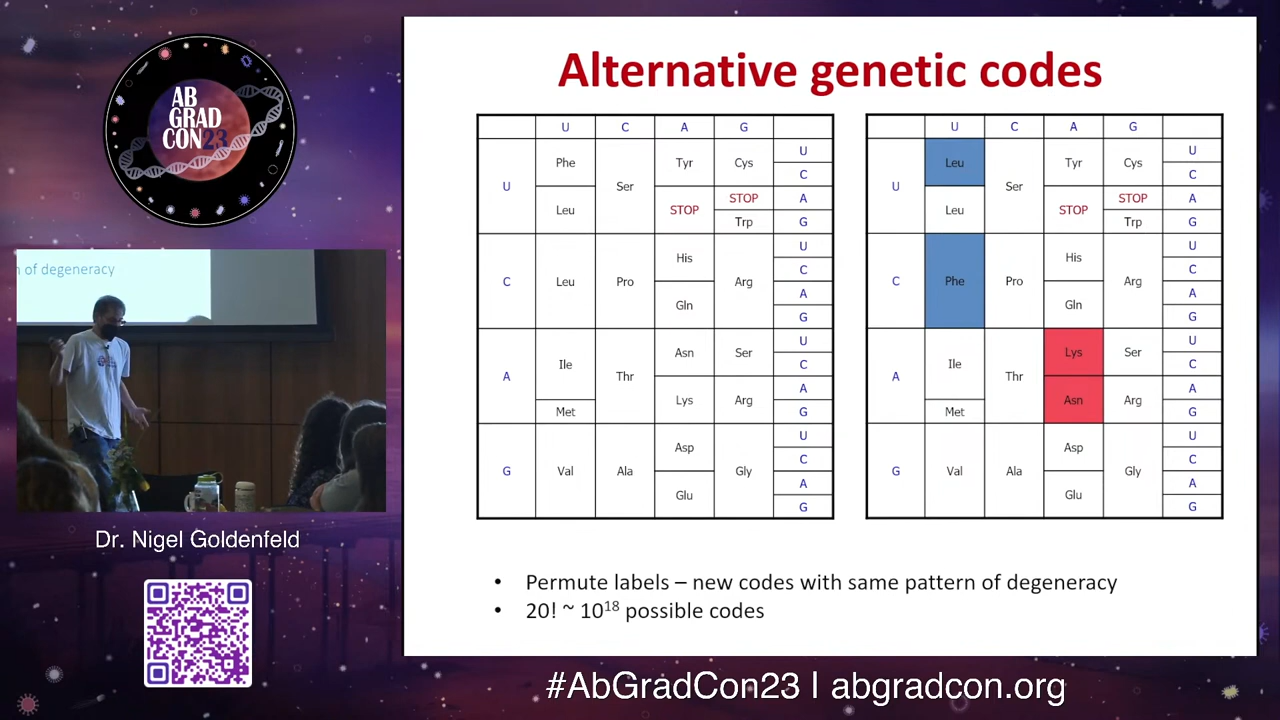 AB
GRAD
CON23
n of degeneracy
Dr. Nigel Goldenfeld
Alternative genetic codes
U C A G
U Phe Ser Tyr Cys U
C
Leu STOP STOP A
Trp G
C Leu Pro His Arg U
C
Gln A
G
A Ile Thr Asn Ser U
C
Lys Arg A
Met G
G Val Ala Asp Gly U
C
Glu A
G
U C A G
U Leu Ser Tyr Cys U
C
Leu STOP STOP A
Trp G
C Phe Pro His Arg U
C
Gln A
G
A Ile Thr Lys Ser U
C
Asn Arg A
Met G
G Val Ala Asp Gly U
C
Glu A
G
• Permute labels – new codes with same pattern of degeneracy
• 20! ~ 10¹⁸ possible codes
#AbGradCon23 | abgradcon.org